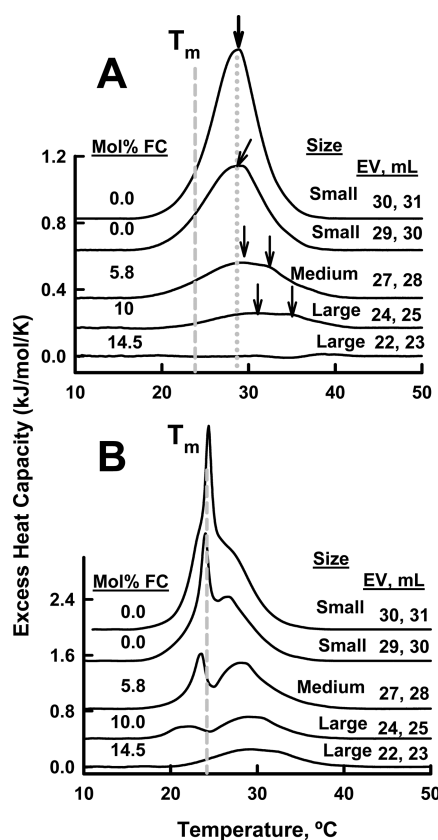 A
Tm
Mol% FC
Size
EV, mL
1.2
0.0
Small 30, 31
0.8
0.0
Small 29, 30
5.8
Medium 27, 28
0.4
10
Large 24, 25
14.5
Large 22, 23
0.0
10 20 30 40 50
Excess Heat Capacity (kJ/mol/K)
B
Tm
Mol% FC
Size
EV, mL
2.4
0.0
Small 30, 31
0.0
Small 29, 30
1.6
5.8
Medium 27, 28
0.8
10.0
Large 24, 25
14.5
Large 22, 23
0.0
10 20 30 40 50
Temperature, ºC